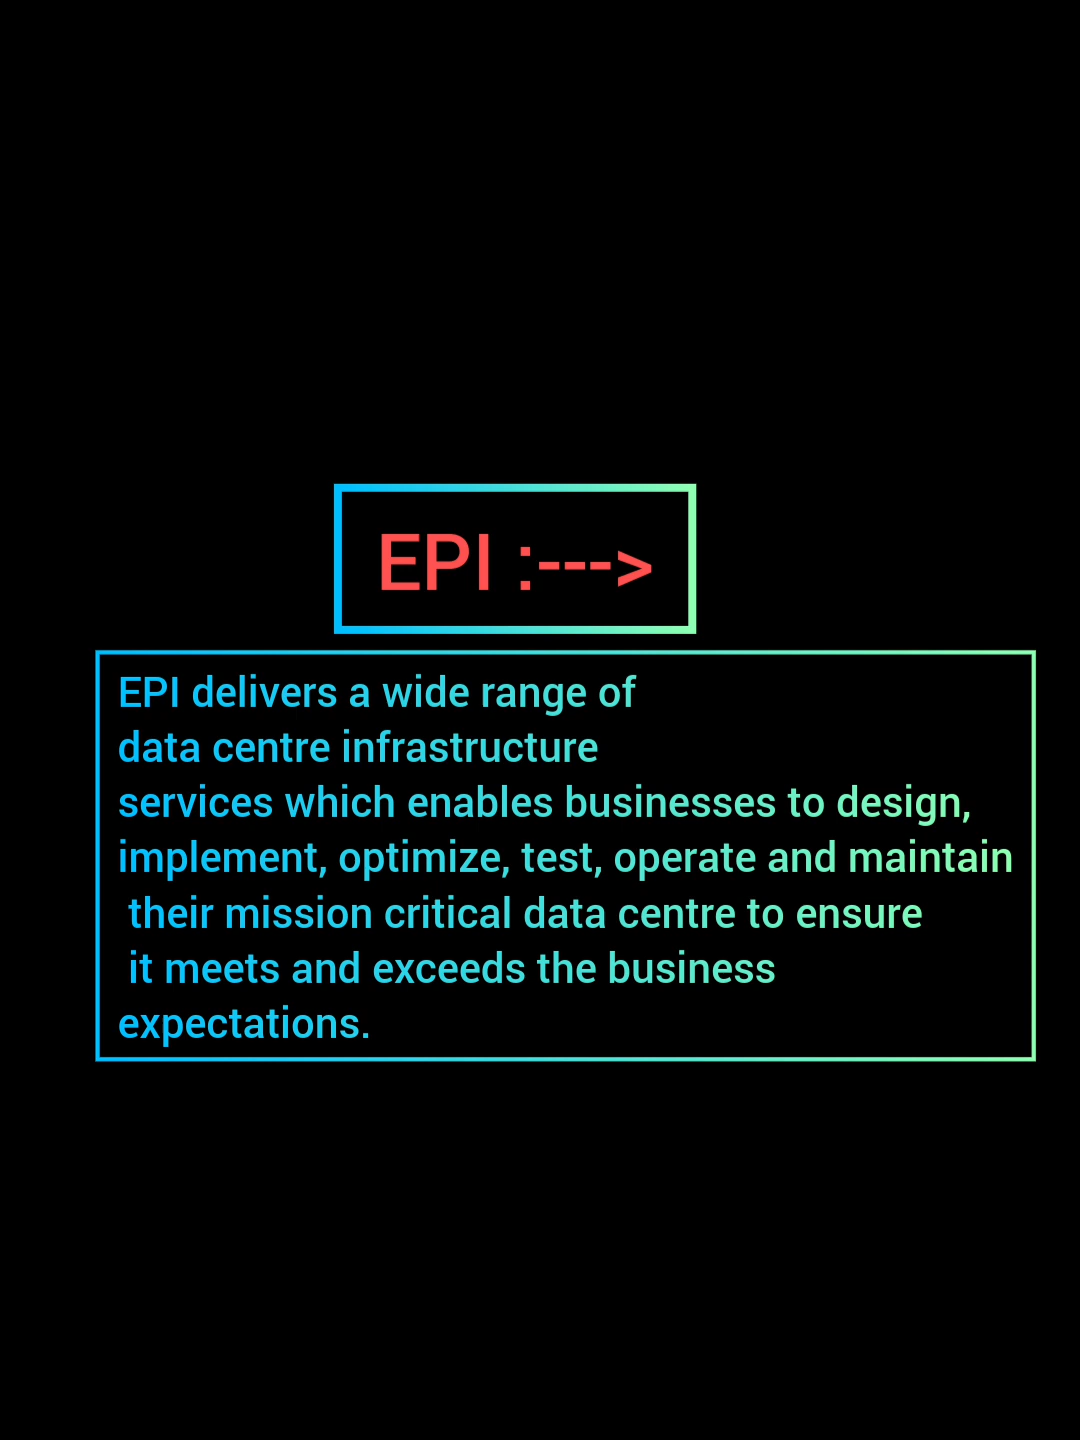 EPI :--->
EPI delivers a wide range of
data centre infrastructure
services which enables businesses to design,
implement, optimize, test, operate and maintain
their mission critical data centre to ensure
it meets and exceeds the business
expectations.